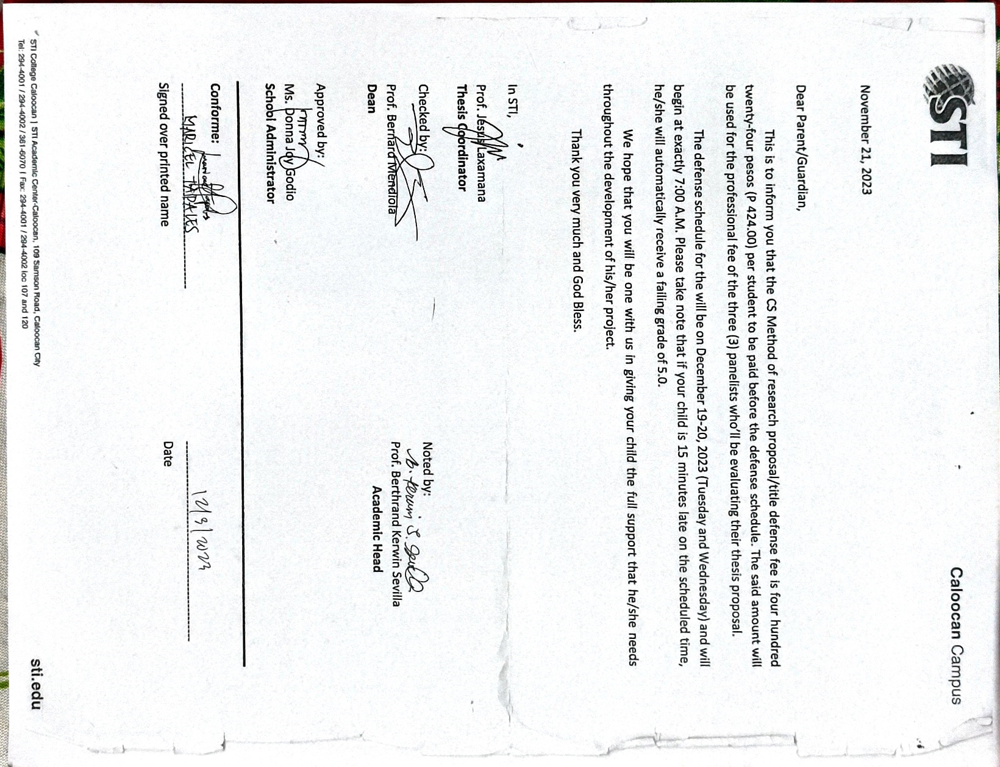 STI
Caloocan Campus
November 21, 2023
Dear Parent/Guardian,
This is to inform you that the CS Method of research proposal/title defense fee is four hundred
twenty-four pesos (P 424.00) per student to be paid before the defense schedule. The said amount will
be used for the professional fee of the three (3) panelists who'll be evaluating their thesis proposal.
The defense schedule for the will be on December 19-20, 2023 (Tuesday and Wednesday) and will
begin at exactly 7:00 A.M. Please take note that if your child is 15 minutes late on the scheduled time,
he/she will automatically receive a failing grade of 5.0.
We hope that you will be one with us in giving your child the full support that he/she needs
throughout the development of his/her project.
Thank you very much and God Bless.
In STI,
Prof. Jesus Laxamana
Thesis Coordinator
Checked by:
Prof. Bernard Mendiola
Dean
Noted by:
Prof. Berthrand Kerwin Sevilla
Academic Head
Approved by:
Ms. Donna Joy Godio
School Administrator
Conforme:
MARICEL
Signed over printed name
12/9/2023
Date
STI College Caloocan | STI Academic Center-Caloocan, 109 Samson Road, Caloocan City
Tel: 294-4001 / 294-4002 / 361-6070 | Fax: 294-4001 / 294-4002 loc 107 and 120
sti.edu